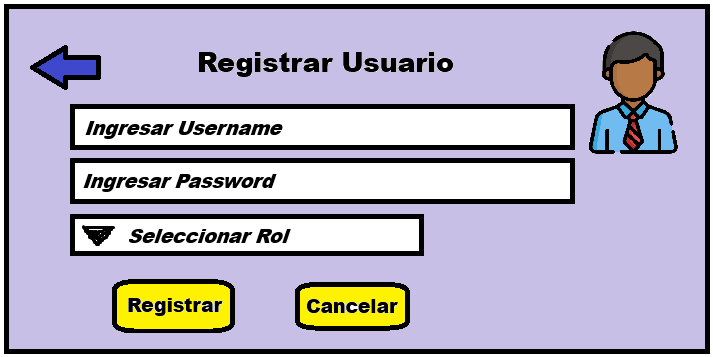 Registrar Usuario
Ingresar Username
Ingresar Password
Seleccionar Rol
Registrar
Cancelar